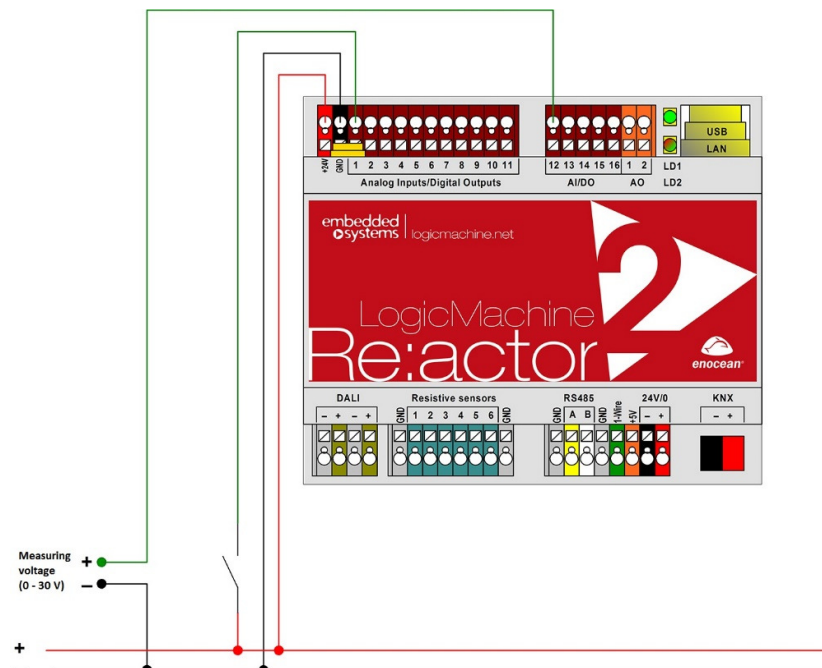 USB
LAN
+24V GND 1 2 3 4 5 6 7 8 9 10 11 12 13 14 15 16 1 2 LD1
Analog Inputs/Digital Outputs AI/DO AO LD2
embedded
systems logicmachine.net
2
LogicMachine
Re:actor
enocean®
DALI Resistive sensors RS485 24V/0 KNX
- + - + GND 1 2 3 4 5 6 GND GND A B GND 1-Wire +5V - + - +
Measuring
voltage
(0 - 30 V)
+
-
+